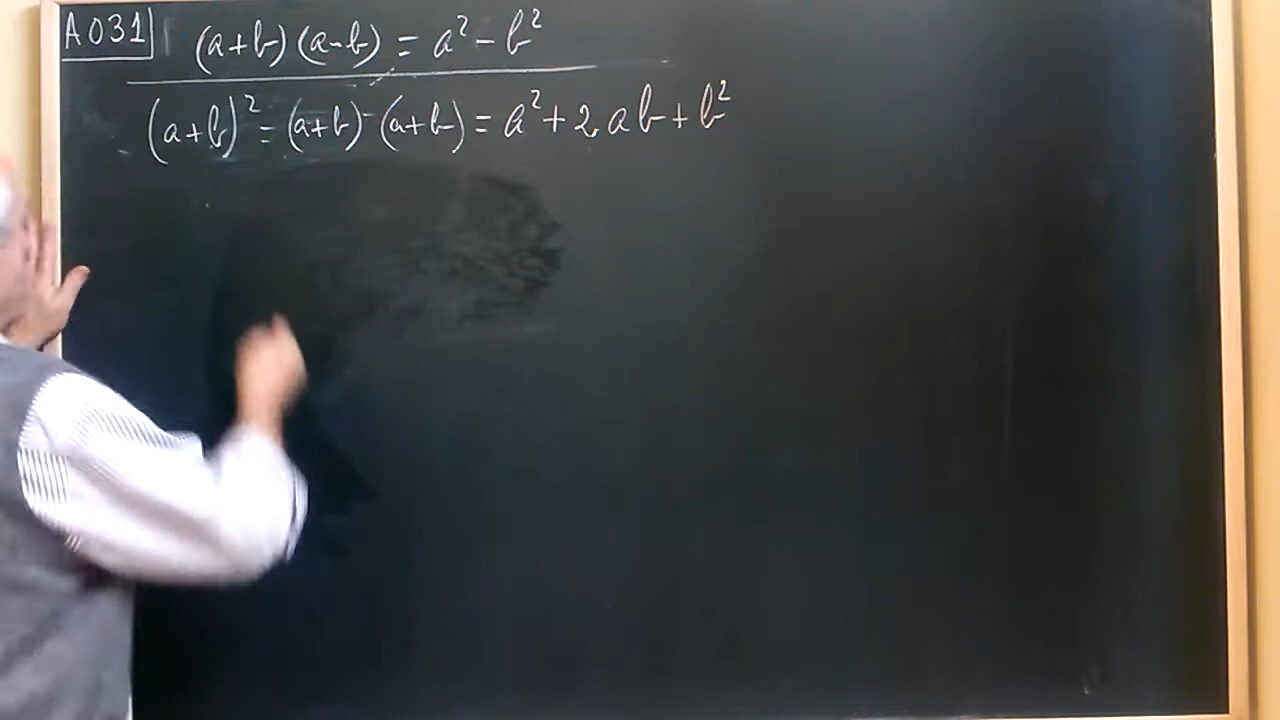 A031
(a+b)(a-b) = a² - b²
(a+b)² = (a+b)·(a+b) = a² + 2ab + b²